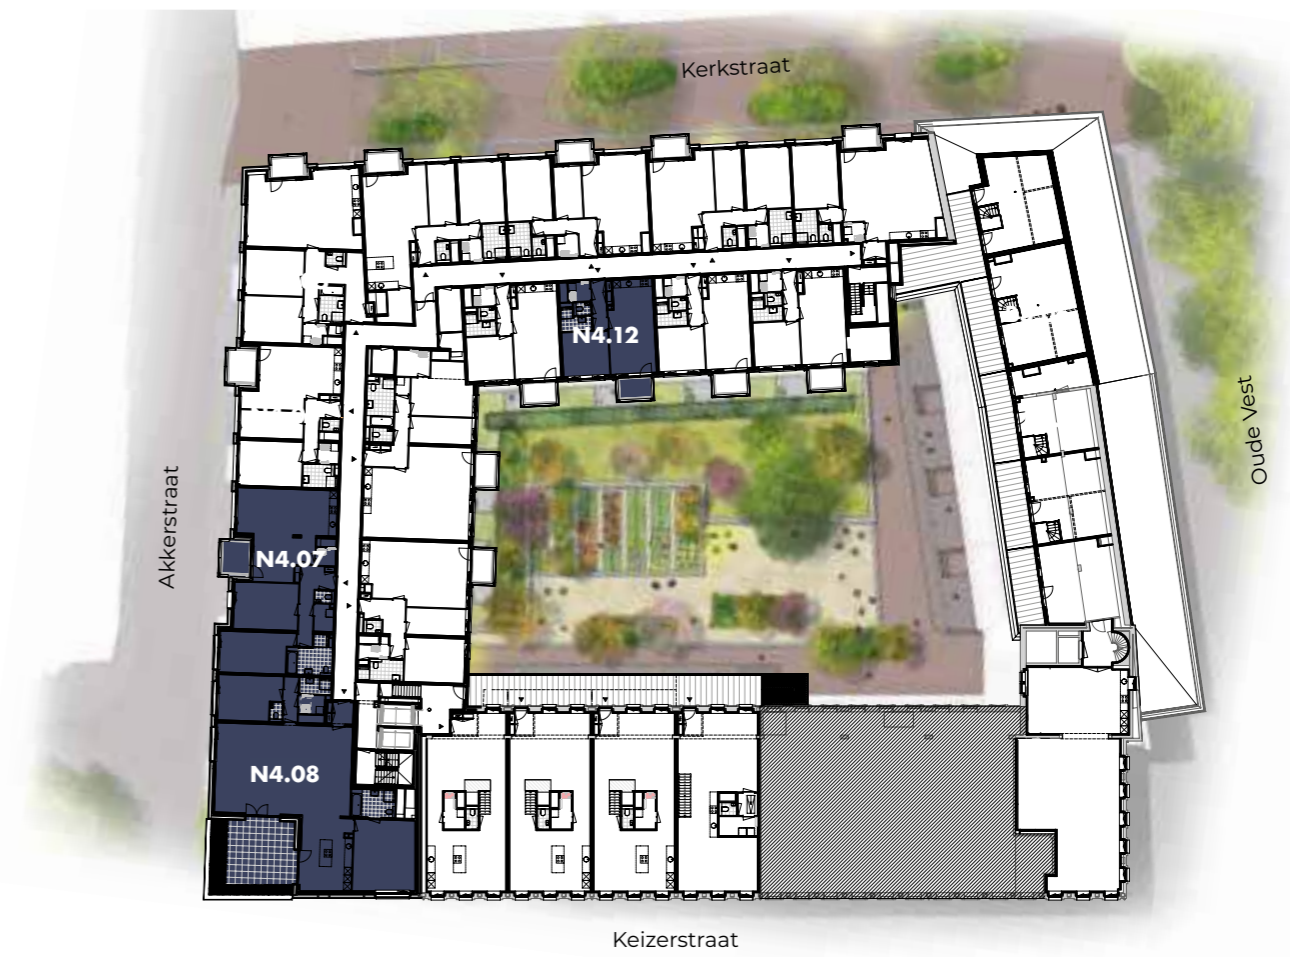 Kerkstraat
N4.12
Oude Vest
Akkerstraat
N4.07
N4.08
Keizerstraat